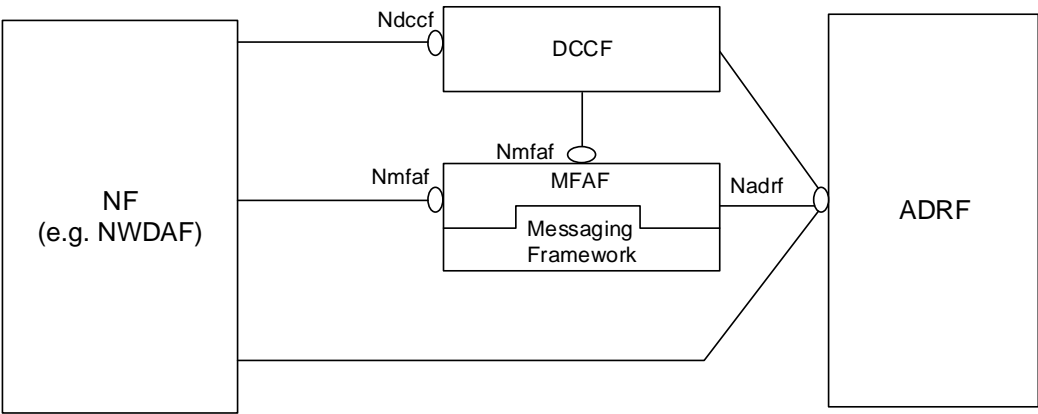 Ndccf
DCCF
Nmfaf
Nmfaf
MFAF
Nadrf
NF
(e.g. NWDAF)
Messaging
Framework
ADRF